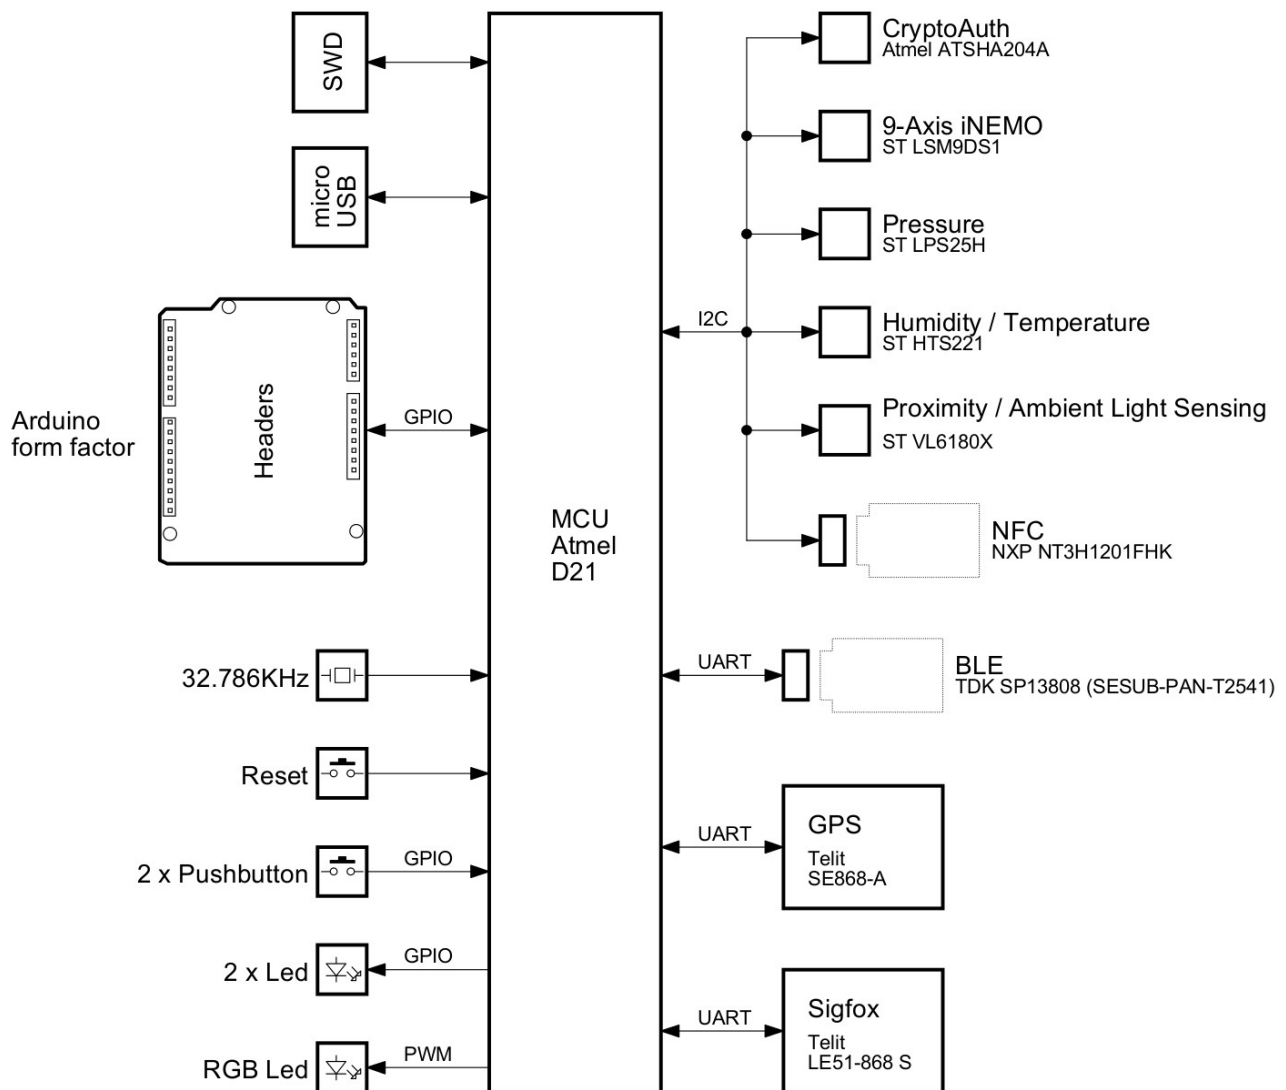 SWD
micro
USB
Arduino
form factor
Headers
GPIO
32.786KHz
Reset
2 x Pushbutton
GPIO
2 x Led
GPIO
RGB Led
PWM
MCU
Atmel
D21
I2C
CryptoAuth
Atmel ATSHA204A
9-Axis iNEMO
ST LSM9DS1
Pressure
ST LPS25H
Humidity / Temperature
ST HTS221
Proximity / Ambient Light Sensing
ST VL6180X
NFC
NXP NT3H1201FHK
UART
BLE
TDK SP13808 (SESUB-PAN-T2541)
UART
GPS
Telit
SE868-A
UART
Sigfox
Telit
LE51-868 S